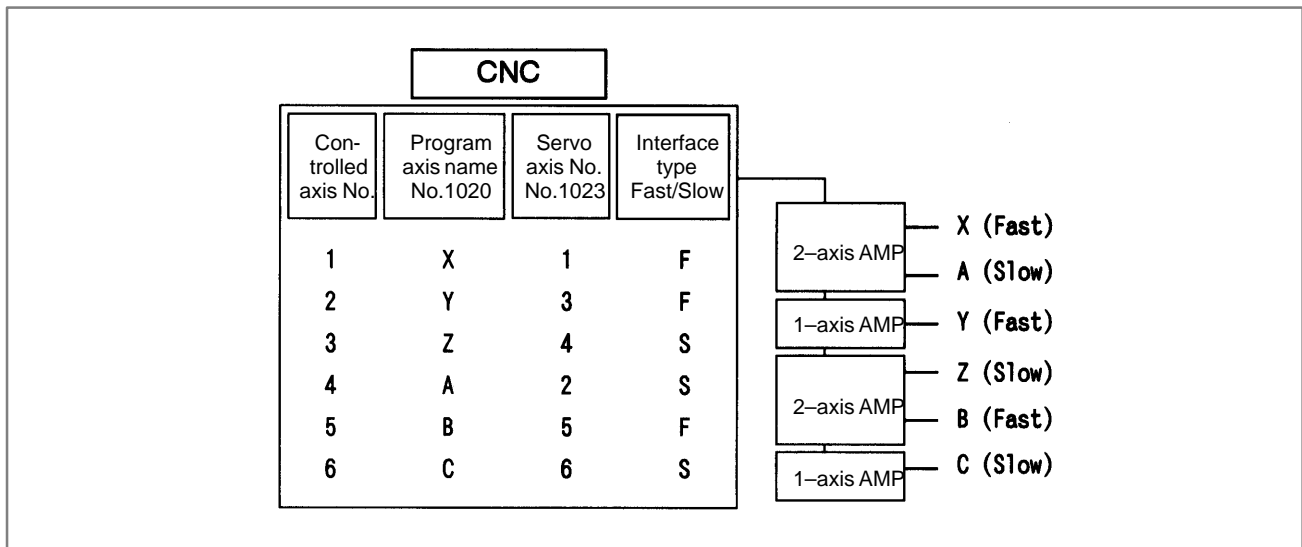 CNC
Con-
trolled
axis No.
Program
axis name
No.1020
Servo
axis No.
No.1023
Interface
type
Fast/Slow
1 X 1 F
2 Y 3 F
3 Z 4 S
4 A 2 S
5 B 5 F
6 C 6 S
2–axis AMP
X (Fast)
A (Slow)
1–axis AMP
Y (Fast)
2–axis AMP
Z (Slow)
B (Fast)
1–axis AMP
C (Slow)